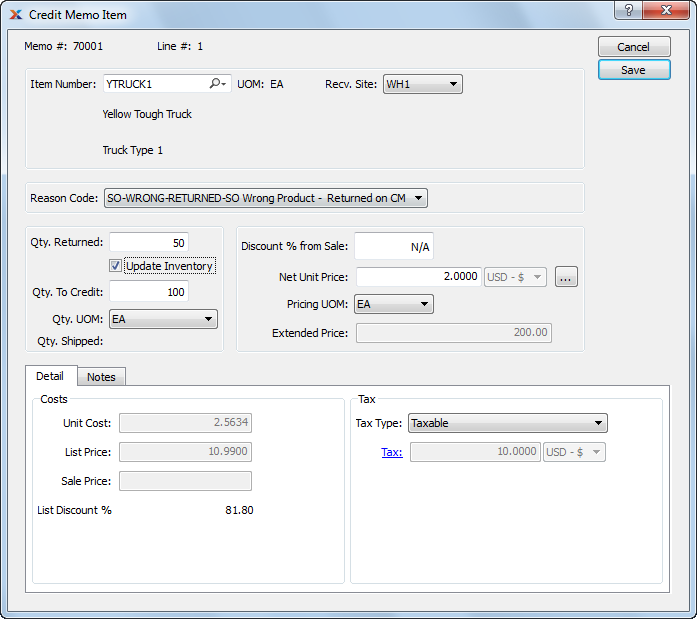 Credit Memo Item
Memo #: 70001 Line #: 1
Cancel
Save
Item Number: YTRUCK1 UOM: EA Recv. Site: WH1
Yellow Tough Truck
Truck Type 1
Reason Code: SO-WRONG-RETURNED-SO Wrong Product - Returned on CM
Qty. Returned: 50
Update Inventory
Qty. To Credit: 100
Qty. UOM: EA
Qty. Shipped:
Discount % from Sale: N/A
Net Unit Price: 2.0000 USD - $ ...
Pricing UOM: EA
Extended Price: 200.00
Detail Notes
Costs
Unit Cost: 2.5634
List Price: 10.9900
Sale Price:
List Discount % 81.80
Tax
Tax Type: Taxable
Tax: 10.0000 USD - $